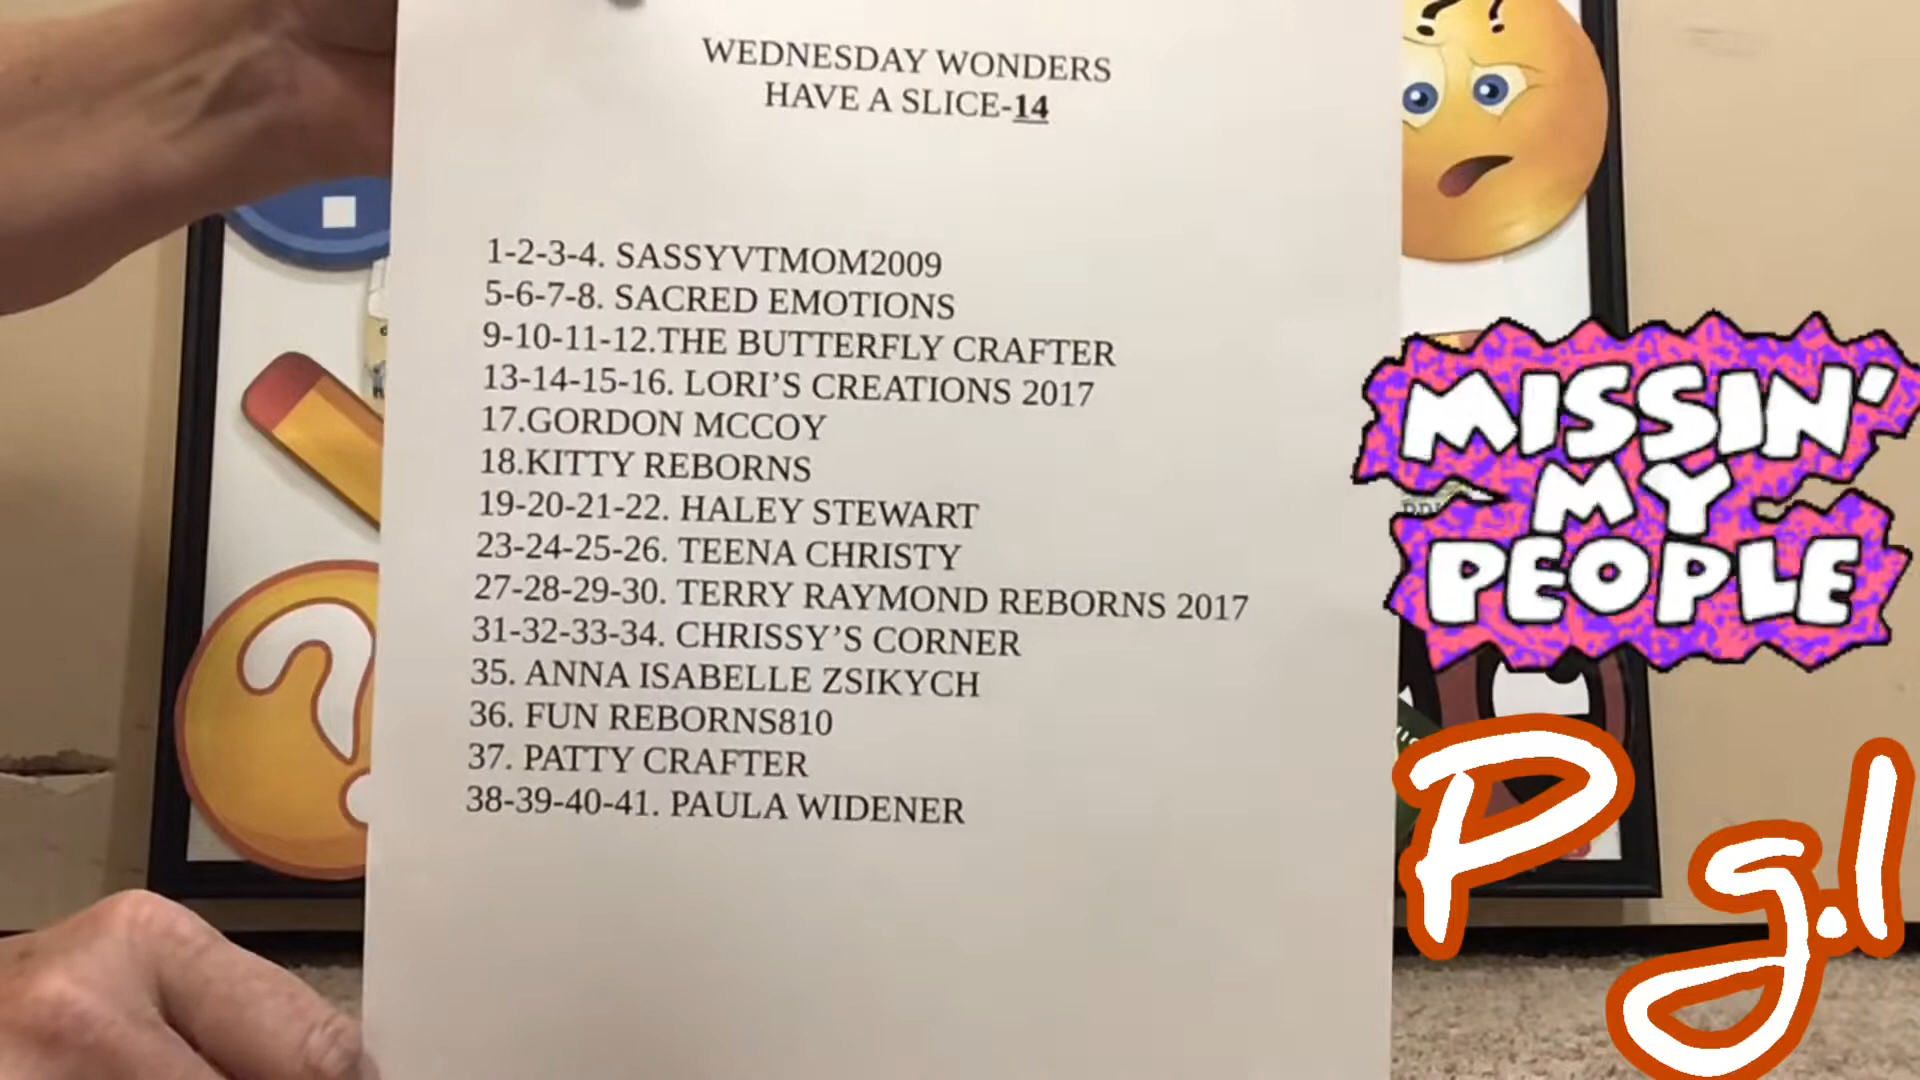 WEDNESDAY WONDERS
HAVE A SLICE-14
1-2-3-4. SASSYVTMOM2009
5-6-7-8. SACRED EMOTIONS
9-10-11-12.THE BUTTERFLY CRAFTER
13-14-15-16. LORI'S CREATIONS 2017
17.GORDON MCCOY
18.KITTY REBORNS
19-20-21-22. HALEY STEWART
23-24-25-26. TEENA CHRISTY
27-28-29-30. TERRY RAYMOND REBORNS 2017
31-32-33-34. CHRISSY'S CORNER
35. ANNA ISABELLE ZSIKYCH
36. FUN REBORNS810
37. PATTY CRAFTER
38-39-40-41. PAULA WIDENER
MISSIN'
MY
PEOPLE
Pg.1